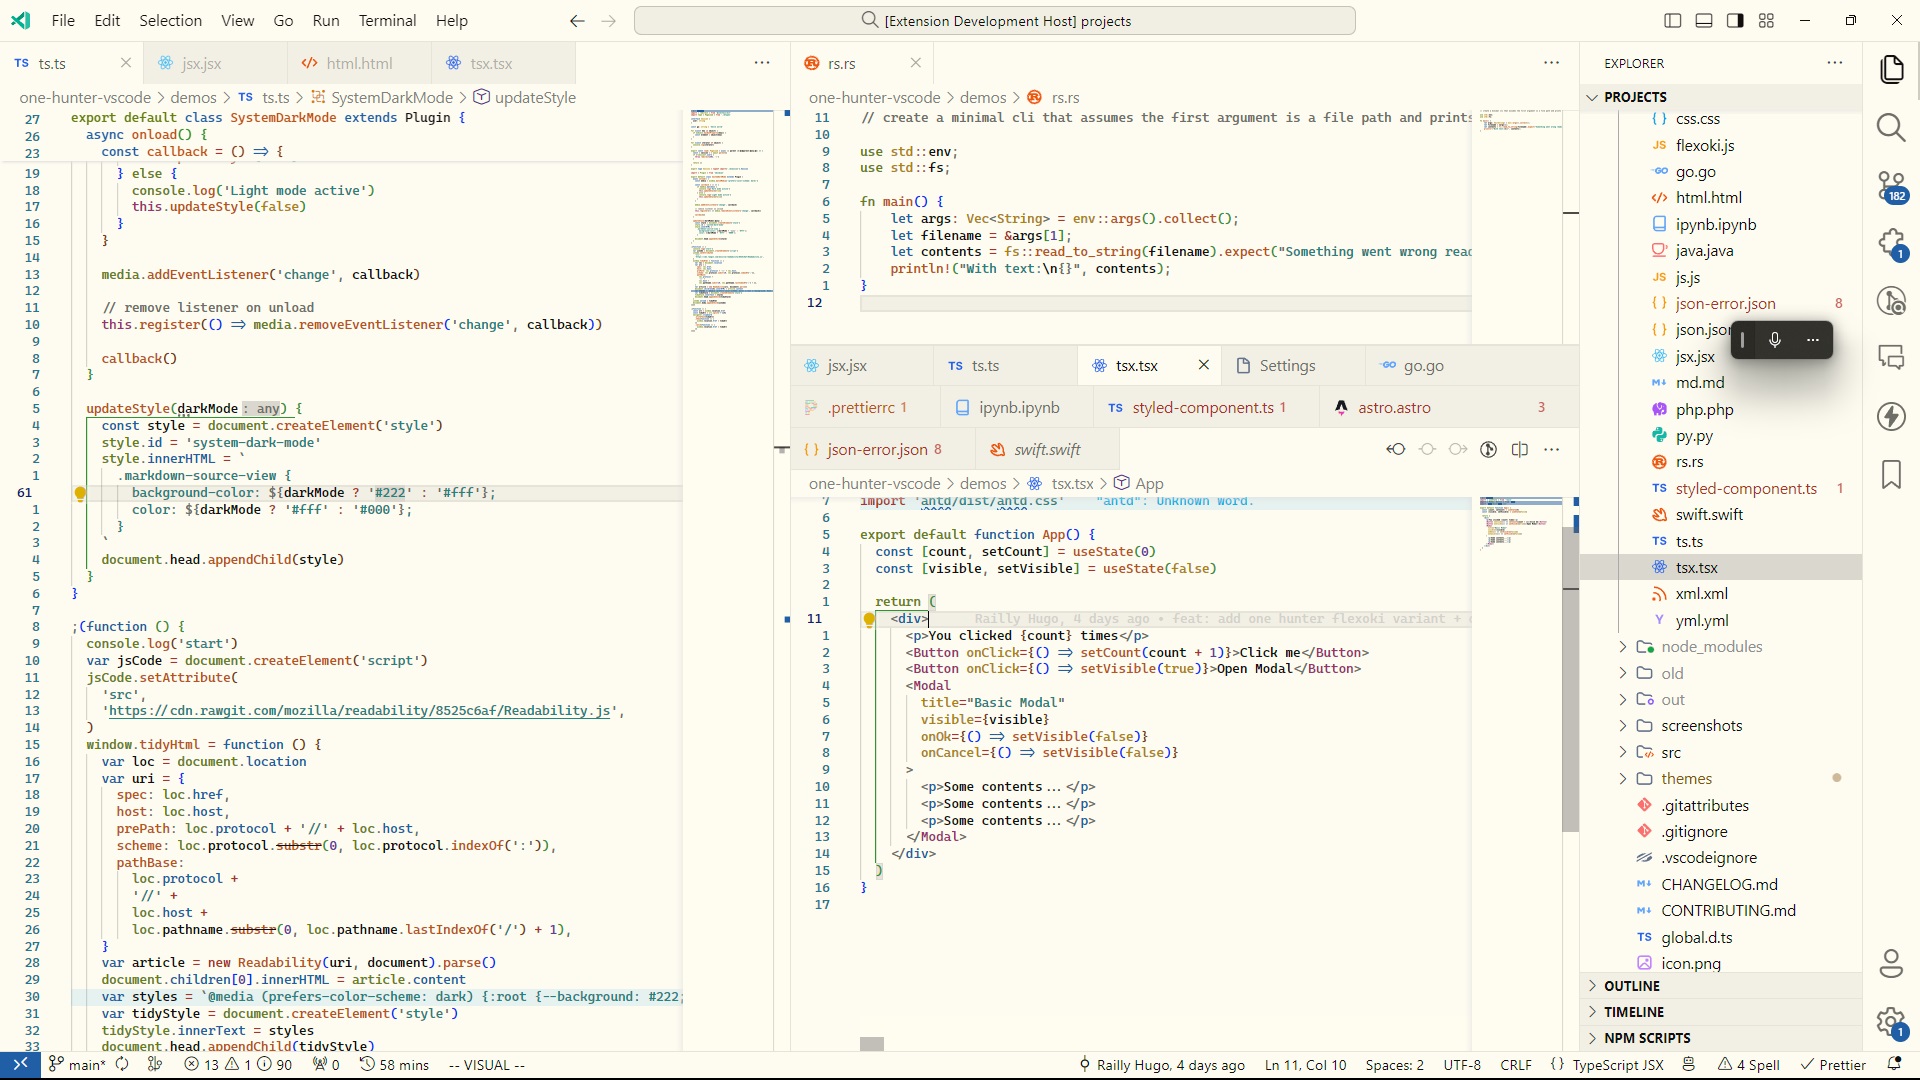 File Edit Selection View Go Run Terminal Help
[Extension Development Host] projects
TS ts.ts
jsx.jsx
html.html
tsx.tsx
one-hunter-vscode > demos > TS ts.ts > SystemDarkMode > updateStyle
27 export default class SystemDarkMode extends Plugin {
26 async onload() {
23 const callback = () => {
19 } else {
18 console.log('Light mode active')
17 this.updateStyle(false)
16 }
15 }
14
13 media.addEventListener('change', callback)
12
11 // remove listener on unload
10 this.register(() => media.removeEventListener('change', callback))
9
8 callback()
7 }
6
5 updateStyle(darkMode: any) {
4 const style = document.createElement('style')
3 style.id = 'system-dark-mode'
2 style.innerHTML = `
1 .markdown-source-view {
61 background-color: ${darkMode ? '#222' : '#fff'};
1 color: ${darkMode ? '#fff' : '#000'};
2 }
3 `
4 document.head.appendChild(style)
5 }
6 }
7
8 ;(function () {
9 console.log('start')
10 var jsCode = document.createElement('script')
11 jsCode.setAttribute(
12 'src',
13 'https://cdn.rawgit.com/mozilla/readability/8525c6af/Readability.js',
14 )
15 window.tidyHtml = function () {
16 var loc = document.location
17 var uri = {
18 spec: loc.href,
19 host: loc.host,
20 prePath: loc.protocol + '//' + loc.host,
21 scheme: loc.protocol.substr(0, loc.protocol.indexOf(':')),
22 pathBase:
23 loc.protocol +
24 '//' +
25 loc.host +
26 loc.pathname.substr(0, loc.pathname.lastIndexOf('/') + 1),
27 }
28 var article = new Readability(uri, document).parse()
29 document.children[0].innerHTML = article.content
30 var styles = `@media (prefers-color-scheme: dark) {:root {--background: #222;
31 var tidyStyle = document.createElement('style')
32 tidyStyle.innerText = styles
33 document.head.appendChild(tidyStyle)
rs.rs
one-hunter-vscode > demos > rs.rs
11 // create a minimal cli that assumes the first argument is a file path and prints
10
9 use std::env;
8 use std::fs;
7
6 fn main() {
5 let args: Vec<String> = env::args().collect();
4 let filename = &args[1];
3 let contents = fs::read_to_string(filename).expect("Something went wrong read
2 println!("With text:\n{}", contents);
1 }
12
jsx.jsx
TS ts.ts
tsx.tsx
Settings
go.go
.prettierrc 1
ipynb.ipynb
TS styled-component.ts 1
astro.astro 3
{ } json-error.json 8
swift.swift
one-hunter-vscode > demos > tsx.tsx > App
7 import 'antd/dist/antd.css' "antd": Unknown word.
6
5 export default function App() {
4 const [count, setCount] = useState(0)
3 const [visible, setVisible] = useState(false)
2
1 return (
11 <div> Railly Hugo, 4 days ago • feat: add one hunter flexoki variant +
1 <p>You clicked {count} times</p>
2 <Button onClick={() => setCount(count + 1)}>Click me</Button>
3 <Button onClick={() => setVisible(true)}>Open Modal</Button>
4 <Modal
5 title="Basic Modal"
6 visible={visible}
7 onOk={() => setVisible(false)}
8 onCancel={() => setVisible(false)}
9 >
10 <p>Some contents...</p>
11 <p>Some contents...</p>
12 <p>Some contents...</p>
13 </Modal>
14 </div>
15 )
16 }
17
EXPLORER
PROJECTS
{ } css.css
JS flexoki.js
go.go
html.html
ipynb.ipynb
java.java
JS js.js
{ } json-error.json 8
{ } json.json
jsx.jsx
md.md
php.php
py.py
rs.rs
TS styled-component.ts 1
swift.swift
TS ts.ts
tsx.tsx
xml.xml
Y yml.yml
node_modules
old
out
screenshots
src
themes
.gitattributes
.gitignore
.vscodeignore
CHANGELOG.md
CONTRIBUTING.md
TS global.d.ts
icon.png
OUTLINE
TIMELINE
NPM SCRIPTS
182
1
1
main* 13 1 90 0 58 mins -- VISUAL --
Railly Hugo, 4 days ago Ln 11, Col 10 Spaces: 2 UTF-8 CRLF { } TypeScript JSX 4 Spell Prettier